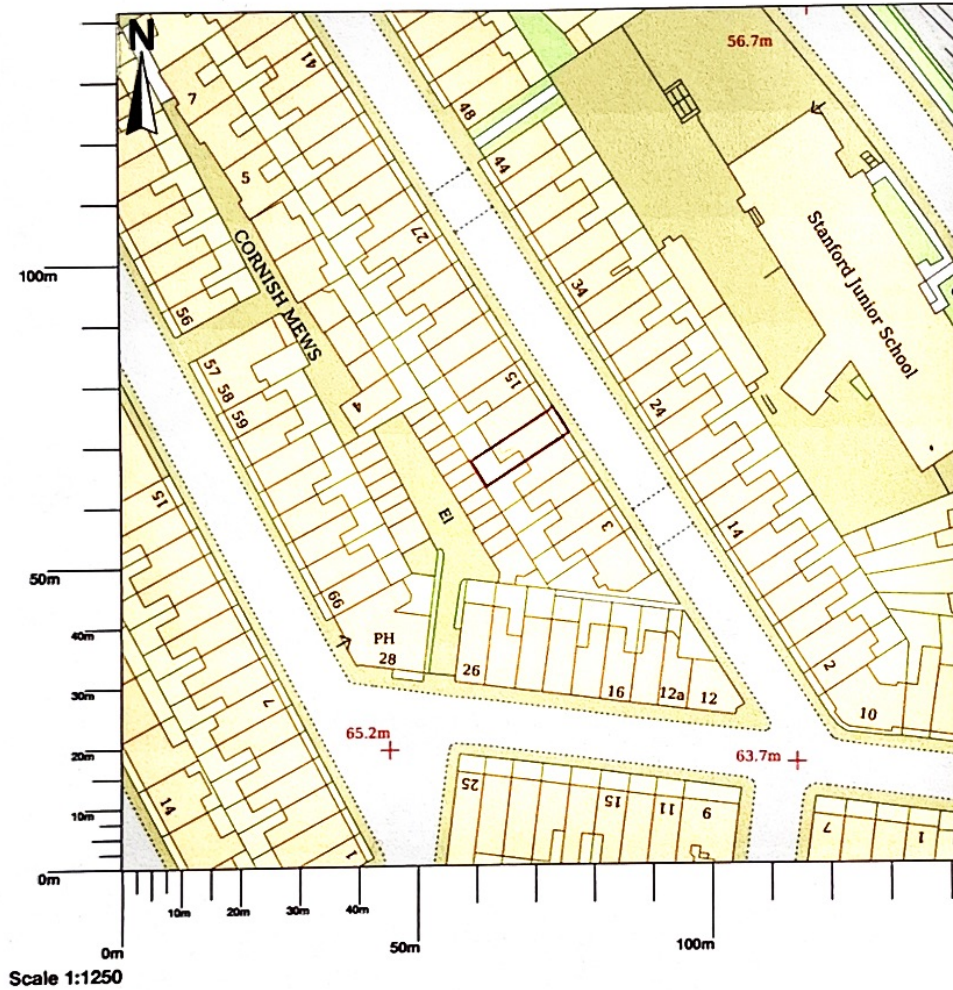 N
56.7m
41
7
48
5
44
27
CORNISH MEWS
Stanford Junior School
34
56
57
58
59
15
4
24
15
El
3
14
66
PH
28
26
16
12a
12
2
10
7
65.2m
63.7m
14
1
25
15
11
9
7
1
100m
50m
40m
30m
20m
10m
0m
10m
20m
30m
40m
0m
50m
100m
Scale 1:1250